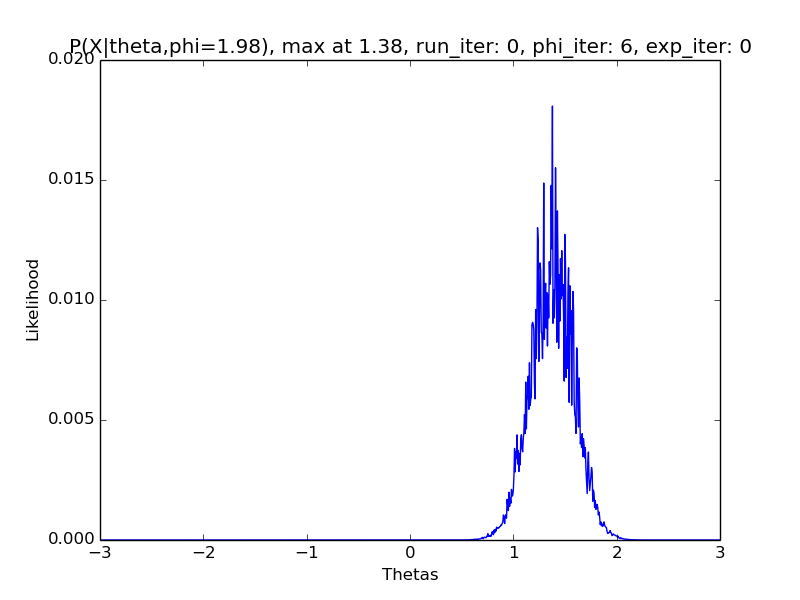 P(X|theta,phi=1.98), max at 1.38, run_iter: 0, phi_iter: 6, exp_iter: 0
0.020
0.015
0.010
0.005
0.000
Likelihood
−3 −2 −1 0 1 2 3
Thetas